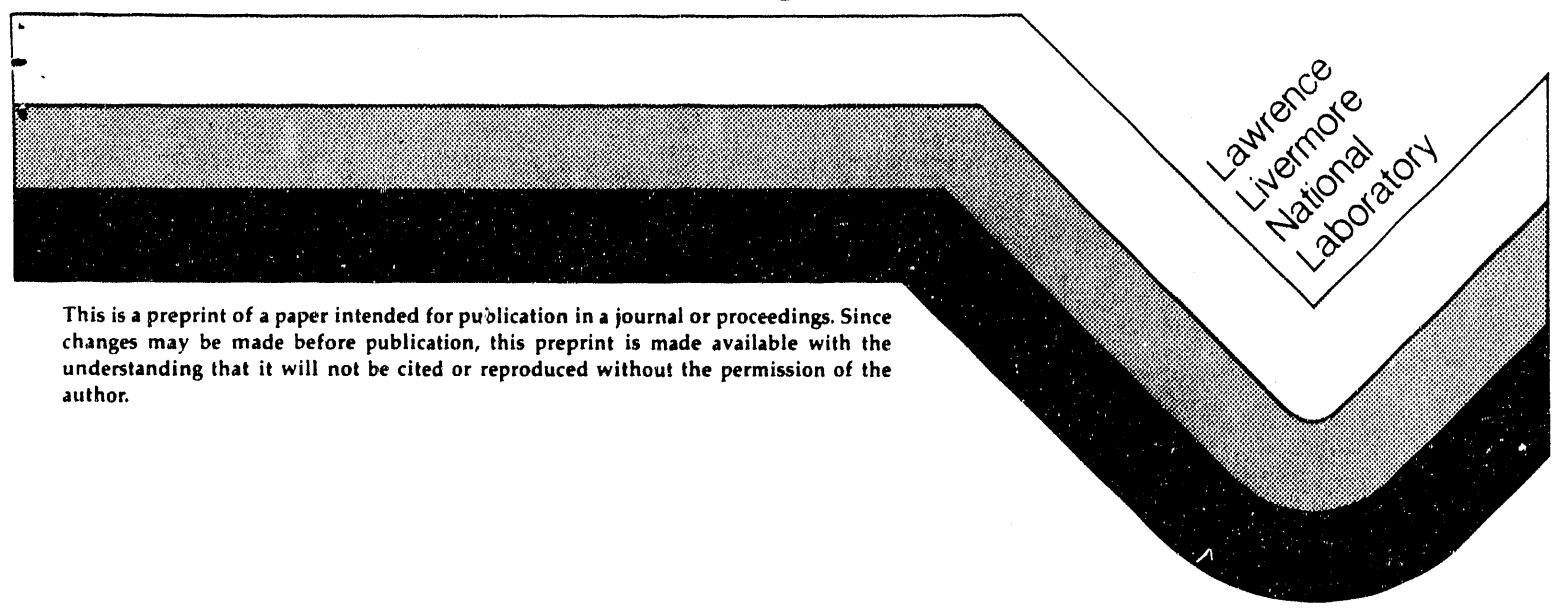 Lawrence
Livermore
National
Laboratory
This is a preprint of a paper intended for publication in a journal or proceedings. Since
changes may be made before publication, this preprint is made available with the
understanding that it will not be cited or reproduced without the permission of the
author.